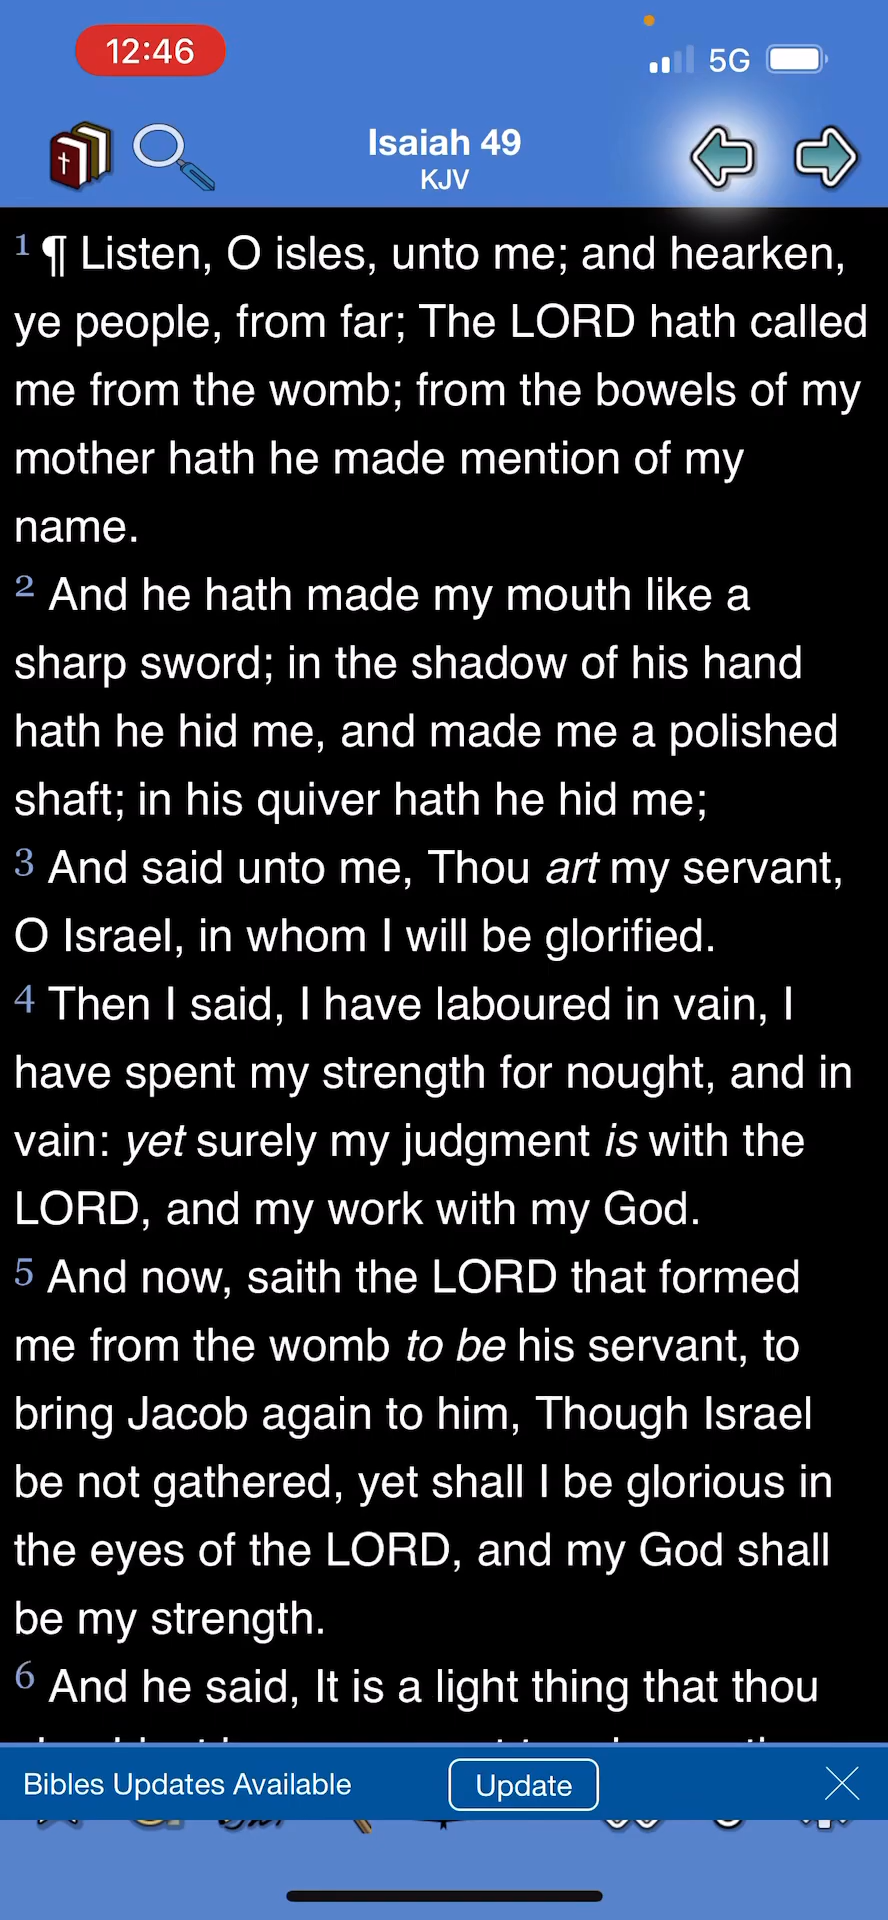 12:46
5G
Isaiah 49
KJV
1 ¶ Listen, O isles, unto me; and hearken,
ye people, from far; The LORD hath called
me from the womb; from the bowels of my
mother hath he made mention of my
name.
2 And he hath made my mouth like a
sharp sword; in the shadow of his hand
hath he hid me, and made me a polished
shaft; in his quiver hath he hid me;
3 And said unto me, Thou art my servant,
O Israel, in whom I will be glorified.
4 Then I said, I have laboured in vain, I
have spent my strength for nought, and in
vain: yet surely my judgment is with the
LORD, and my work with my God.
5 And now, saith the LORD that formed
me from the womb to be his servant, to
bring Jacob again to him, Though Israel
be not gathered, yet shall I be glorious in
the eyes of the LORD, and my God shall
be my strength.
6 And he said, It is a light thing that thou
Bibles Updates Available
Update